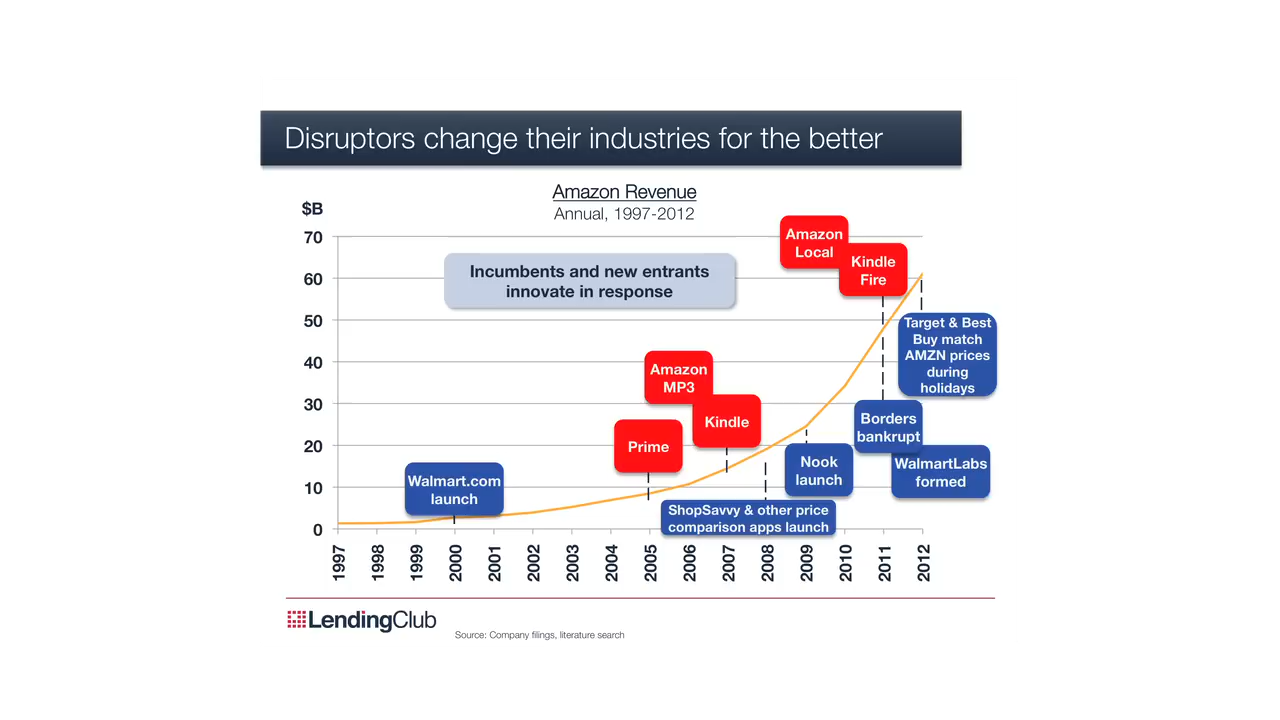 Disruptors change their industries for the better
Amazon Revenue
Annual, 1997-2012
$B
70
60
50
40
30
20
10
0
Incumbents and new entrants
innovate in response
Amazon
Local
Kindle
Fire
Target & Best
Buy match
AMZN prices
during
holidays
Amazon
MP3
Kindle
Prime
Borders
bankrupt
WalmartLabs
formed
Nook
launch
Walmart.com
launch
ShopSavvy & other price
comparison apps launch
1997
1998
1999
2000
2001
2002
2003
2004
2005
2006
2007
2008
2009
2010
2011
2012
LendingClub
Source: Company filings, literature search